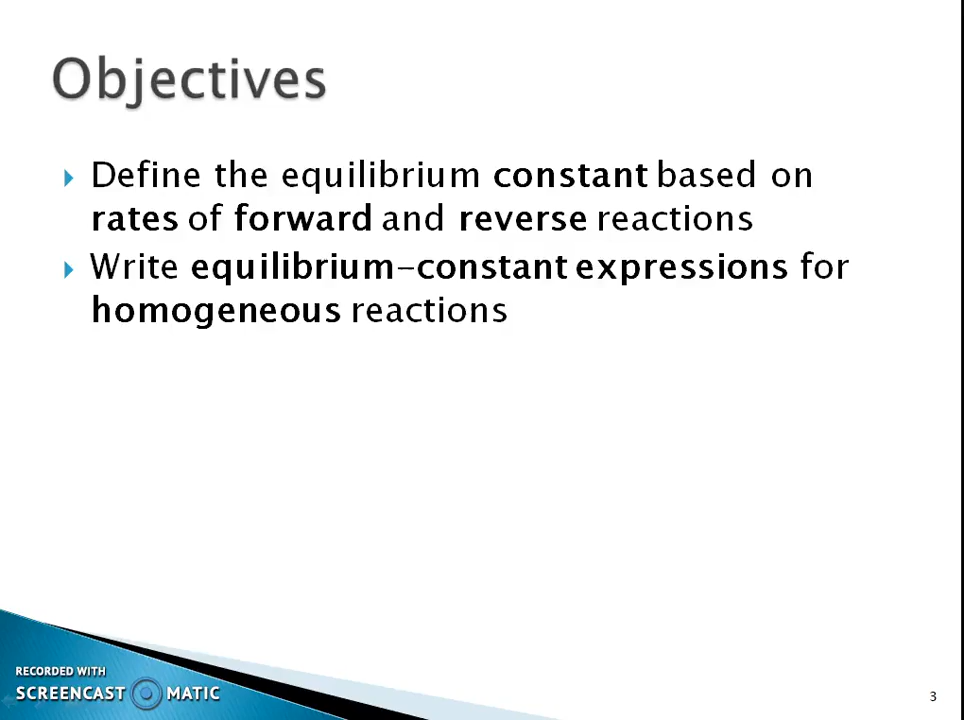 Objectives
Define the equilibrium constant based on
rates of forward and reverse reactions
Write equilibrium-constant expressions for
homogeneous reactions
RECORDED WITH
SCREENCAST MATIC
3